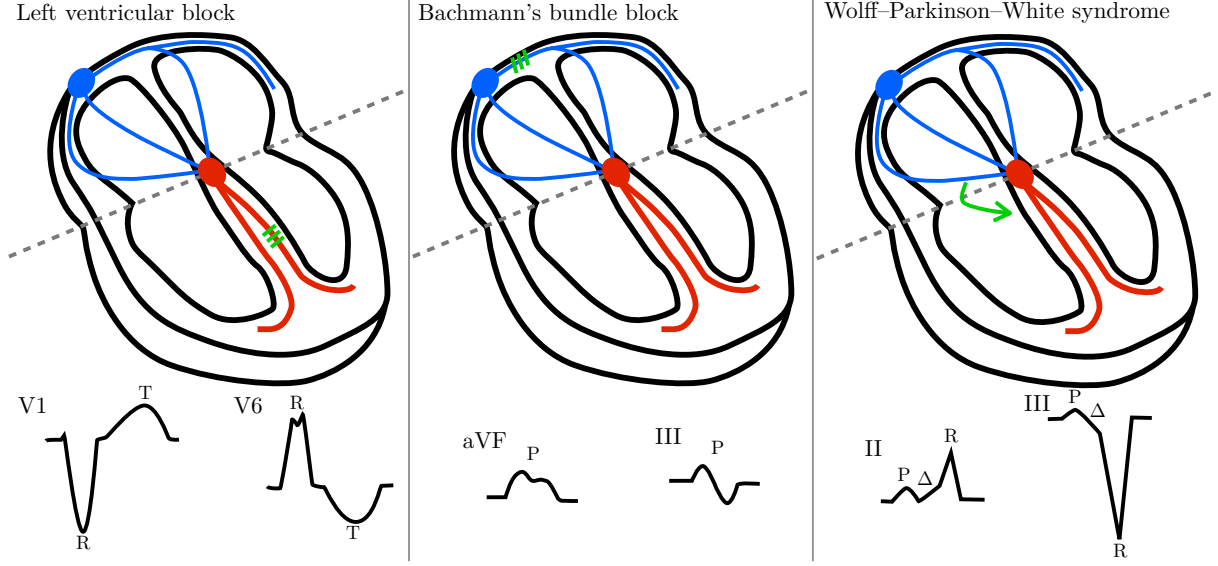 Left ventricular block
Bachmann's bundle block
Wolff–Parkinson–White syndrome
V1
T
R
V6
R
T
aVF
P
III
P
II
P
Δ
R
III
P
Δ
R